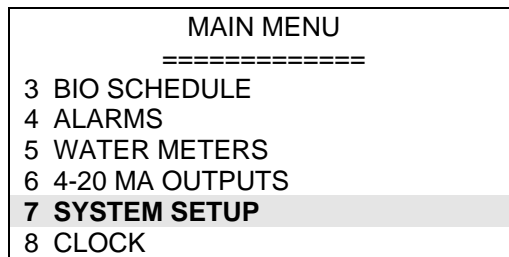 MAIN MENU
=============
3 BIO SCHEDULE
4 ALARMS
5 WATER METERS
6 4-20 MA OUTPUTS
7 SYSTEM SETUP
8 CLOCK